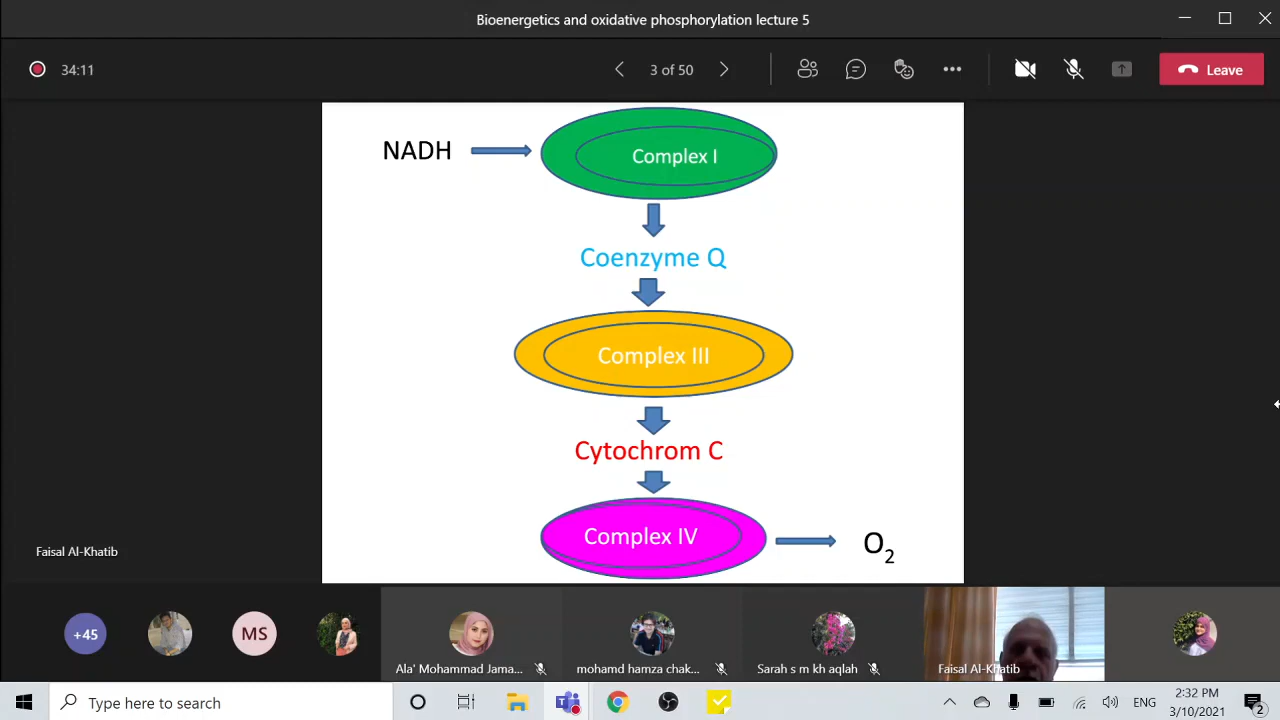 Bioenergetics and oxidative phosphorylation lecture 5
34:11
3 of 50
Leave
NADH
Complex I
Coenzyme Q
Complex III
Cytochrom C
Complex IV
O2
Faisal Al-Khatib
+45
MS
Ala' Mohammad Jama...
mohamd hamza chak...
Sarah s m kh aqlah
Faisal Al-Khatib
Type here to search
2:32 PM
3/10/2021
2